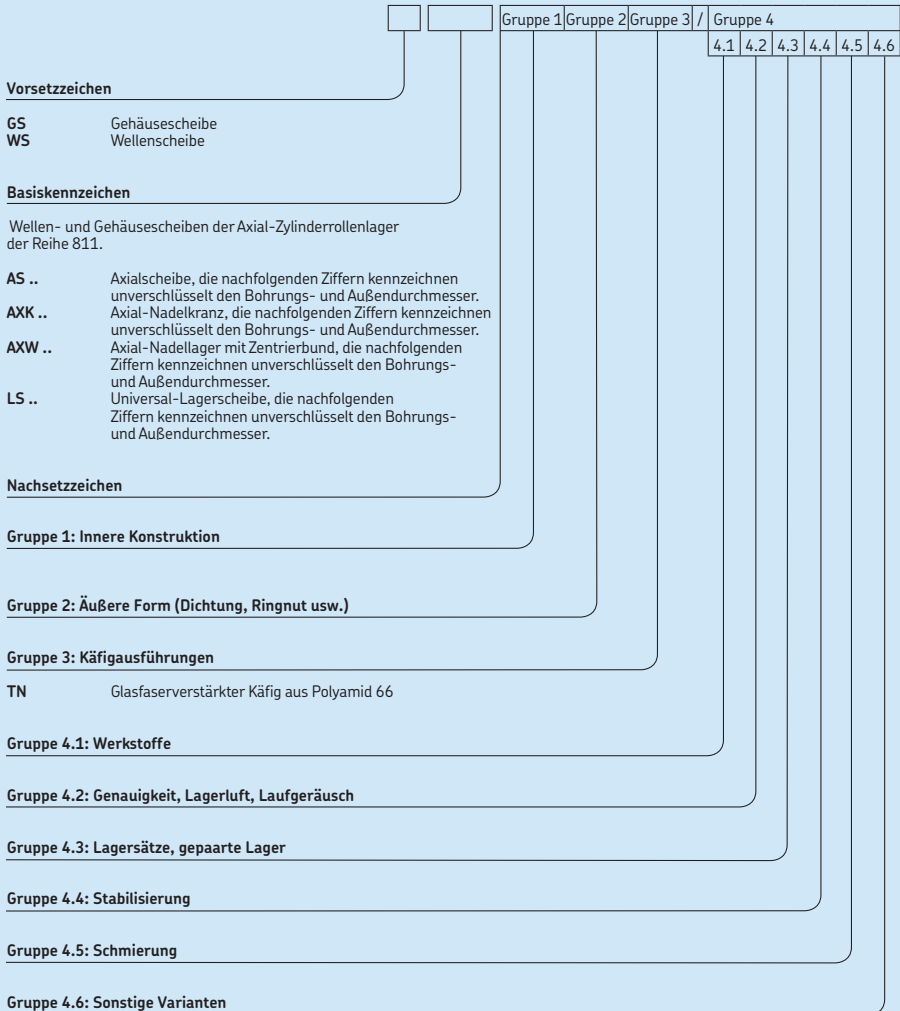 Gruppe 1 Gruppe 2 Gruppe 3 / Gruppe 4
4.1 4.2 4.3 4.4 4.5 4.6
Vorsetzzeichen
GS Gehäusescheibe
WS Wellenscheibe
Basiskennzeichen
Wellen- und Gehäusescheiben der Axial-Zylinderrollenlager
der Reihe 811.
AS .. Axialscheibe, die nachfolgenden Ziffern kennzeichnen
unverschlüsselt den Bohrungs- und Außendurchmesser.
AXK .. Axial-Nadelkranz, die nachfolgenden Ziffern kennzeichnen
unverschlüsselt den Bohrungs- und Außendurchmesser.
AXW .. Axial-Nadellager mit Zentrierbund, die nachfolgenden
Ziffern kennzeichnen unverschlüsselt den Bohrungs-
und Außendurchmesser.
LS .. Universal-Lagerscheibe, die nachfolgenden
Ziffern kennzeichnen unverschlüsselt den Bohrungs-
und Außendurchmesser.
Nachsetzzeichen
Gruppe 1: Innere Konstruktion
Gruppe 2: Äußere Form (Dichtung, Ringnut usw.)
Gruppe 3: Käfigausführungen
TN Glasfaserverstärkter Käfig aus Polyamid 66
Gruppe 4.1: Werkstoffe
Gruppe 4.2: Genauigkeit, Lagerluft, Laufgeräusch
Gruppe 4.3: Lagersätze, gepaarte Lager
Gruppe 4.4: Stabilisierung
Gruppe 4.5: Schmierung
Gruppe 4.6: Sonstige Varianten